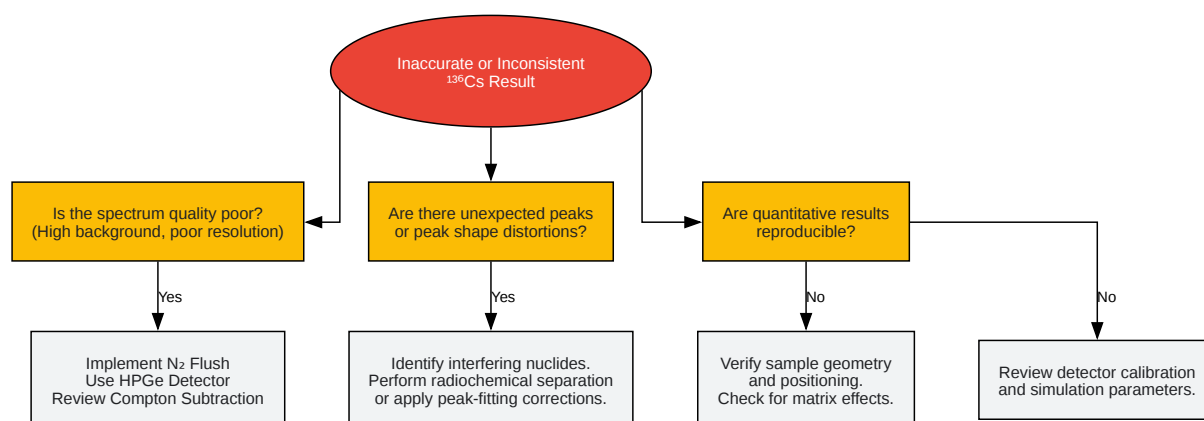 Inaccurate or Inconsistent
¹³⁶Cs Result
Is the spectrum quality poor?
(High background, poor resolution)
Are there unexpected peaks
or peak shape distortions?
Are quantitative results
reproducible?
Yes
Yes
No
No
Implement N₂ Flush
Use HPGe Detector
Review Compton Subtraction
Identify interfering nuclides.
Perform radiochemical separation
or apply peak-fitting corrections.
Verify sample geometry
and positioning.
Check for matrix effects.
Review detector calibration
and simulation parameters.